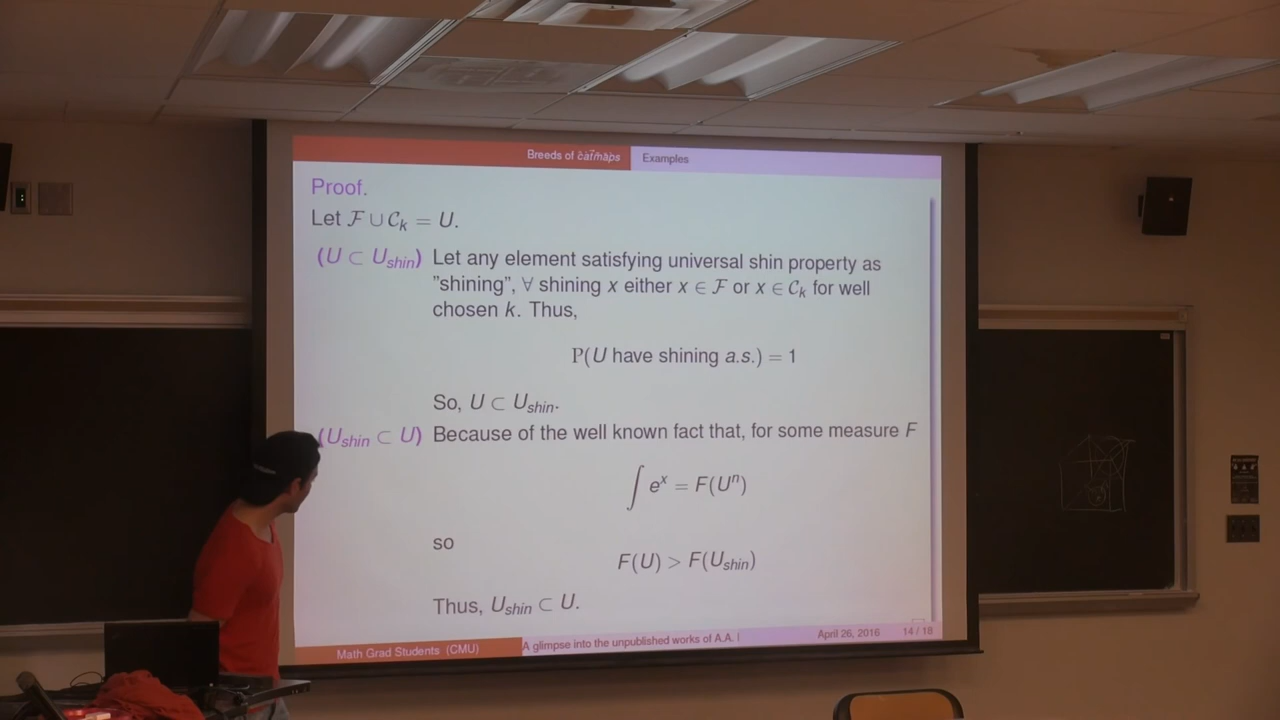 Breeds of c̄at̄m̄āps Examples
Proof.
Let ℱ ∪ 𝒞ₖ = U.
(U ⊂ U_shin) Let any element satisfying universal shin property as
"shining", ∀ shining x either x ∈ ℱ or x ∈ 𝒞ₖ for well
chosen k. Thus,
P(U have shining a.s.) = 1
So, U ⊂ U_shin.
(U_shin ⊂ U) Because of the well known fact that, for some measure F
∫ eˣ = F(Uⁿ)
so
F(U) > F(U_shin)
Thus, U_shin ⊂ U.
Math Grad Students (CMU) A glimpse into the unpublished works of A.A. April 26, 2016 14 / 18